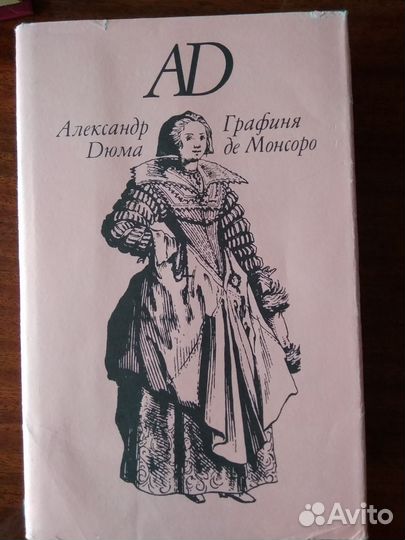 AD
Александр
Дюма
Графиня
де Монсоро
Avito